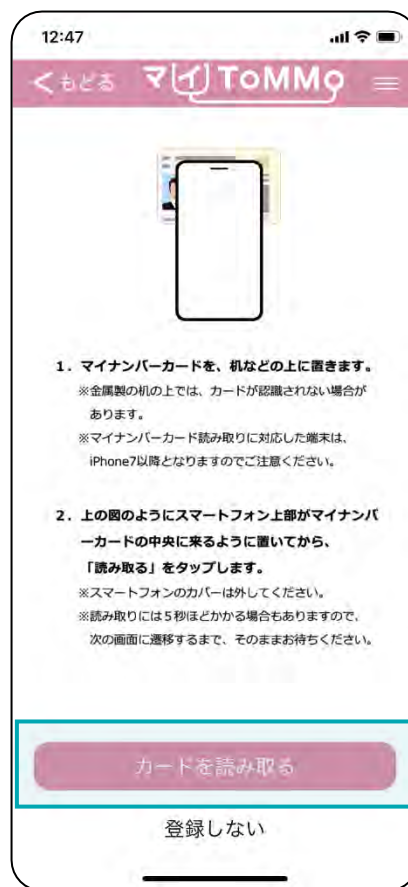 12:47
もどる マイToMMo
1. マイナンバーカードを、机などの上に置きます。
※金属製の机の上では、カードが認識されない場合が
あります。
※マイナンバーカード読み取りに対応した端末は、
iPhone7以降となりますのでご注意ください。
2. 上の図のようにスマートフォン上部がマイナンバ
ーカードの中央に来るように置いてから、
「読み取る」をタップします。
※スマートフォンのカバーは外してください。
※読み取りには5秒ほどかかる場合もありますので、
次の画面に遷移するまで、そのままお待ちください。
カードを読み取る
登録しない